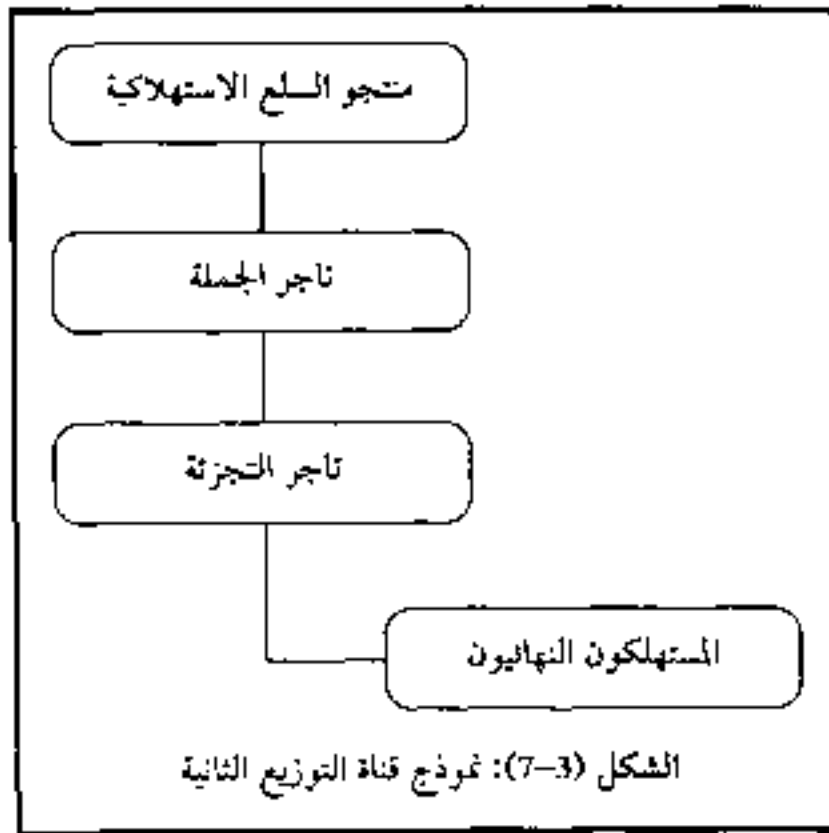 منتجو السلع الاستهلاكية
تاجر الجملة
تاجر التجزئة
المستهلكون النهائيون
الشكل (3-7): نموذج قناة التوزيع الثانية